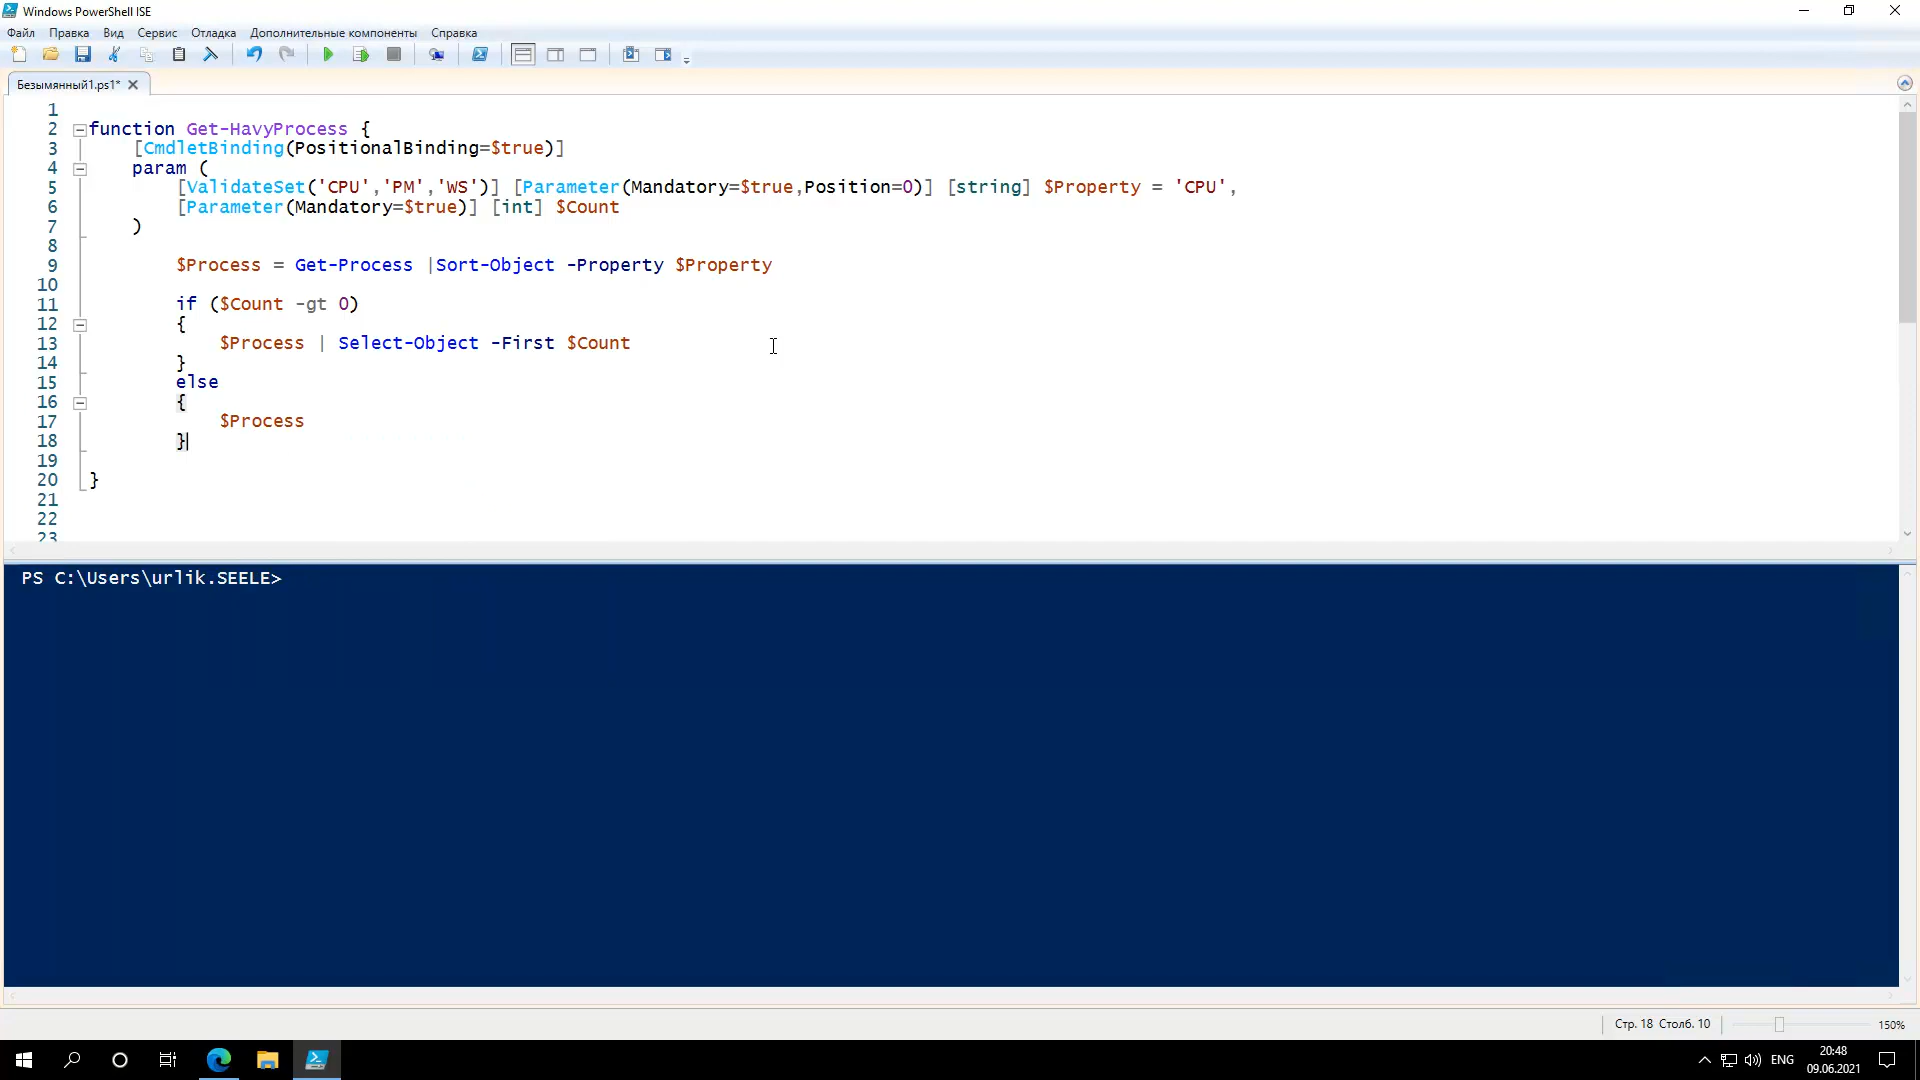 Windows PowerShell ISE
Файл Правка Вид Сервис Отладка Дополнительные компоненты Справка
Безымянный1.ps1*
1
2 function Get-HavyProcess {
3 [CmdletBinding(PositionalBinding=$true)]
4 param (
5 [ValidateSet('CPU','PM','WS')] [Parameter(Mandatory=$true,Position=0)] [string] $Property = 'CPU',
6 [Parameter(Mandatory=$true)] [int] $Count
7 )
8
9 $Process = Get-Process |Sort-Object -Property $Property
10
11 if ($Count -gt 0)
12 {
13 $Process | Select-Object -First $Count
14 }
15 else
16 {
17 $Process
18 }
19
20 }
21
22
23
PS C:\Users\urlik.SEELE>
Стр. 18 Столб. 10 150%
ENG 20:48
09.06.2021